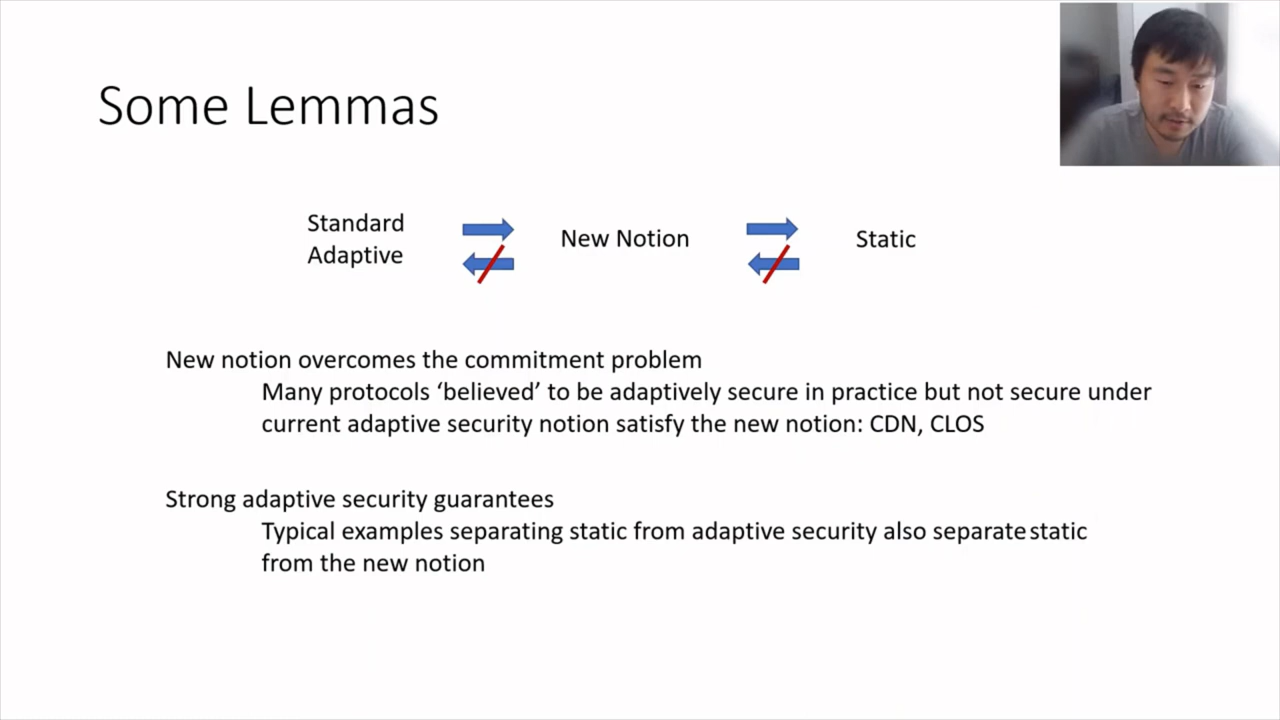 Some Lemmas
Standard
Adaptive
New Notion
Static
New notion overcomes the commitment problem
Many protocols ‘believed’ to be adaptively secure in practice but not secure under
current adaptive security notion satisfy the new notion: CDN, CLOS
Strong adaptive security guarantees
Typical examples separating static from adaptive security also separate static
from the new notion